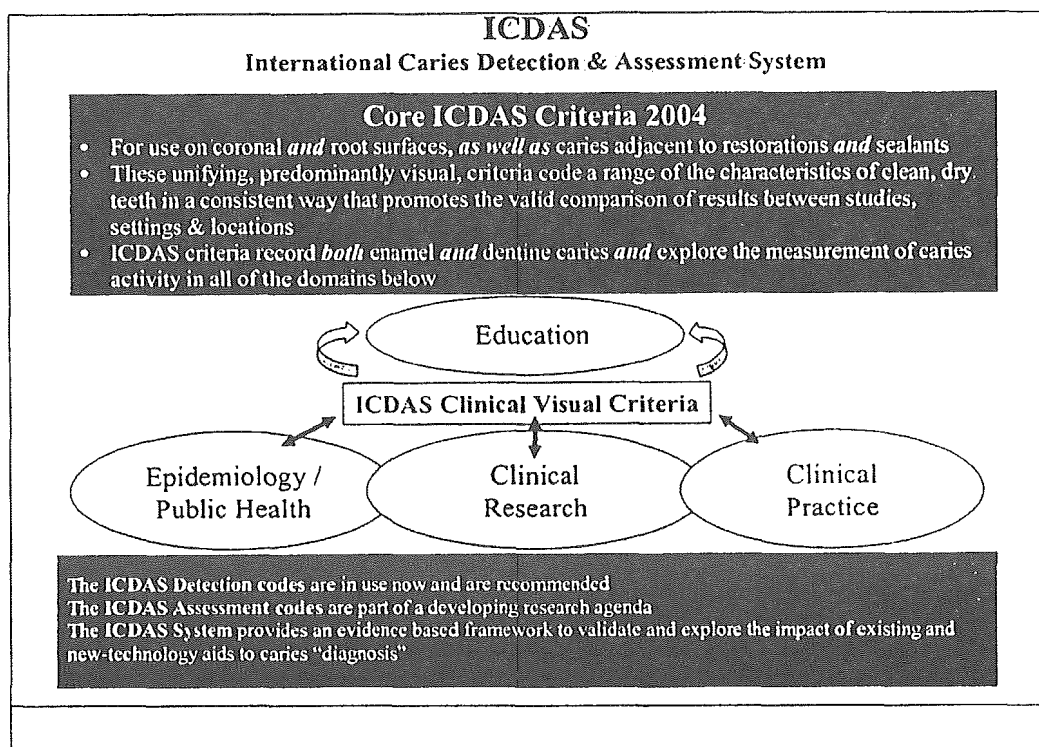 ICDAS
International Caries Detection & Assessment System
Core ICDAS Criteria 2004
• For use on coronal and root surfaces, as well as caries adjacent to restorations and sealants
• These unifying, predominantly visual, criteria code a range of the characteristics of clean, dry,
teeth in a consistent way that promotes the valid comparison of results between studies,
settings & locations
• ICDAS criteria record both enamel and dentine caries and explore the measurement of caries
activity in all of the domains below
Education
ICDAS Clinical Visual Criteria
Epidemiology /
Public Health
Clinical
Research
Clinical
Practice
The ICDAS Detection codes are in use now and are recommended
The ICDAS Assessment codes are part of a developing research agenda
The ICDAS System provides an evidence based framework to validate and explore the impact of existing and
new-technology aids to caries “diagnosis”